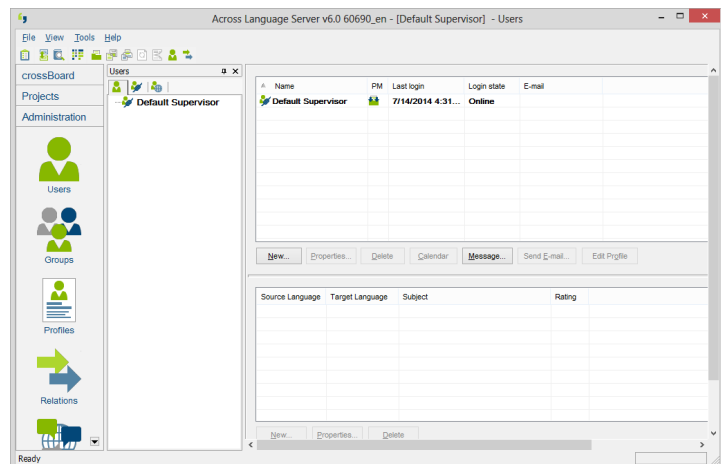 Across Language Server v6.0 60690_en - [Default Supervisor] - Users
File View Tools Help
crossBoard
Projects
Administration
Users
Groups
Profiles
Relations
Users
Default Supervisor
Name PM Last login Login state E-mail
Default Supervisor 7/14/2014 4:31... Online
New... Properties... Delete Calendar Message... Send E-mail... Edit Profile
Source Language Target Language Subject Rating
New... Properties... Delete
Ready